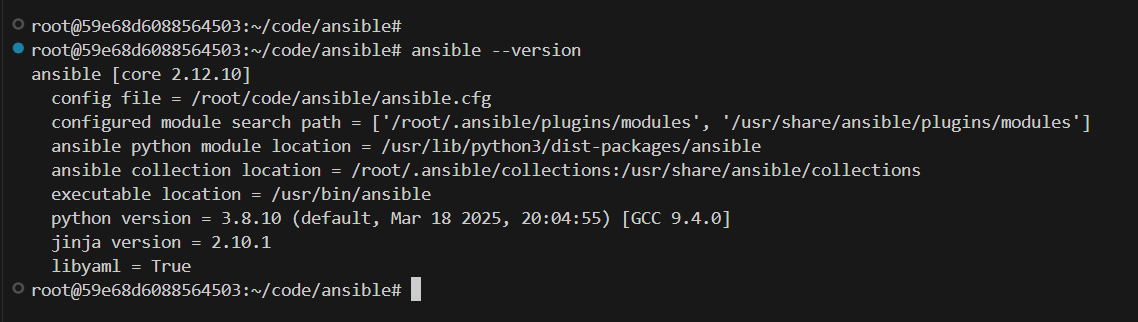 root@59e68d6088564503:~/code/ansible#
root@59e68d6088564503:~/code/ansible# ansible --version
ansible [core 2.12.10]
  config file = /root/code/ansible/ansible.cfg
  configured module search path = ['/root/.ansible/plugins/modules', '/usr/share/ansible/plugins/modules']
  ansible python module location = /usr/lib/python3/dist-packages/ansible
  ansible collection location = /root/.ansible/collections:/usr/share/ansible/collections
  executable location = /usr/bin/ansible
  python version = 3.8.10 (default, Mar 18 2025, 20:04:55) [GCC 9.4.0]
  jinja version = 2.10.1
  libyaml = True
root@59e68d6088564503:~/code/ansible#